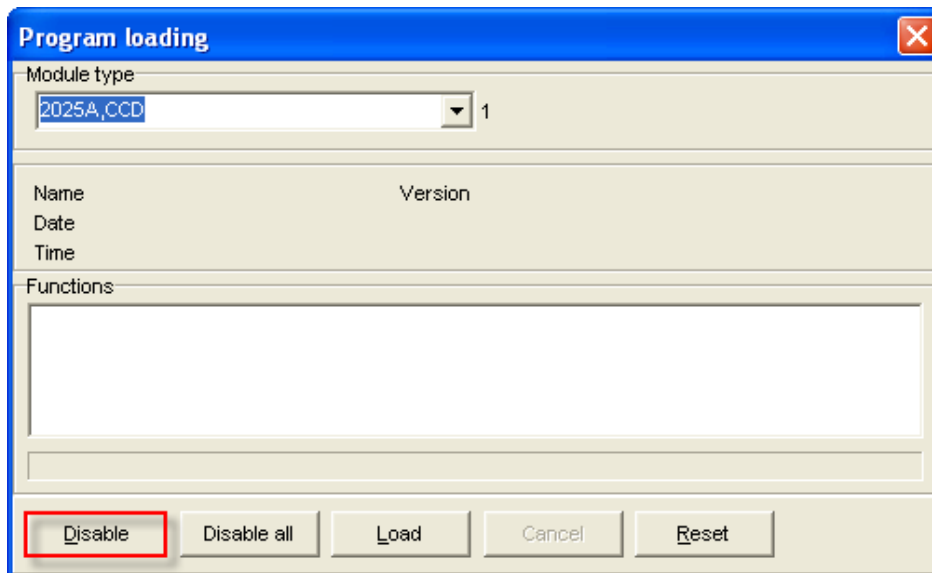 Program loading
Module type
2025A,CCD 1
Name Version
Date
Time
Functions
Disable Disable all Load Cancel Reset